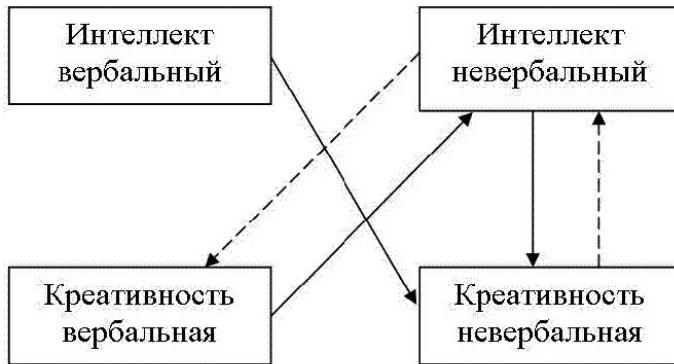 Интеллект
вербальный
Интеллект
невербальный
Креативность
вербальная
Креативность
невербальная